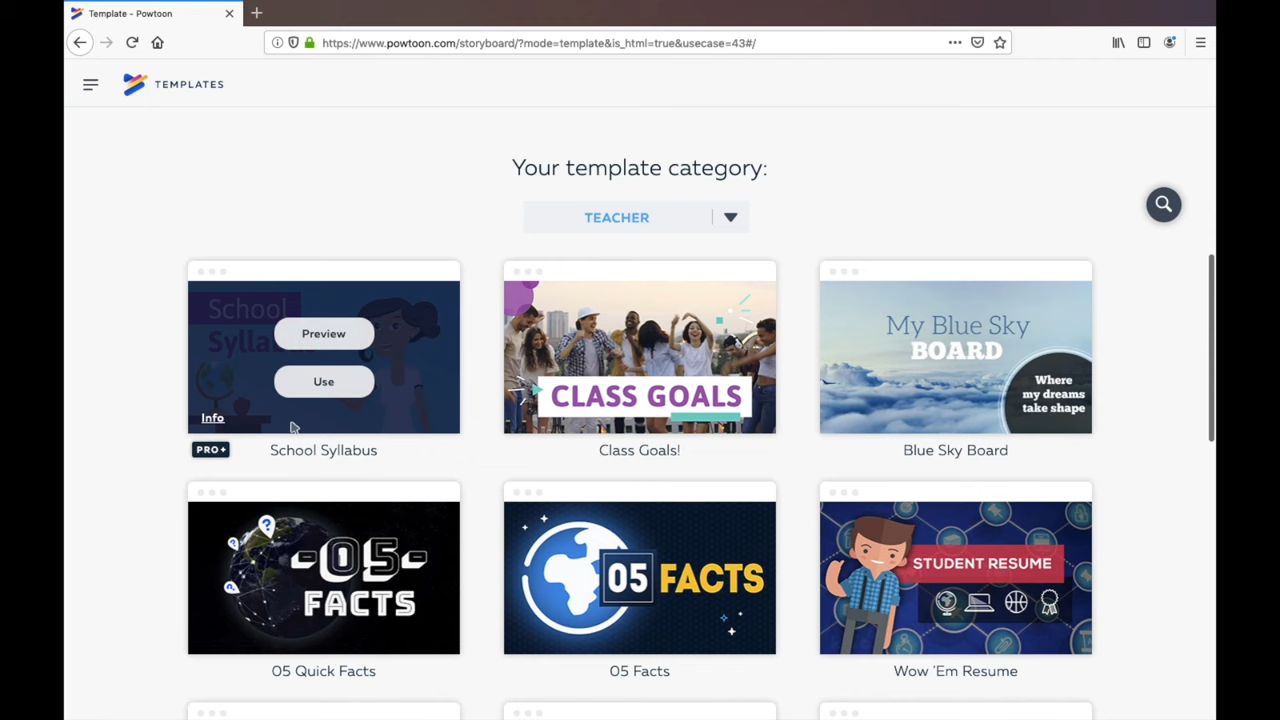 Template - Powtoon
https://www.powtoon.com/storyboard/?mode=template&is_html=true&usecase=43#/
TEMPLATES
Your template category:
TEACHER
School
Syllabus
Preview
Use
Info
CLASS GOALS
My Blue Sky
BOARD
Where
my dreams
take shape
PRO+
School Syllabus
Class Goals!
Blue Sky Board
-05-
FACTS
05 FACTS
STUDENT RESUME
05 Quick Facts
05 Facts
Wow 'Em Resume